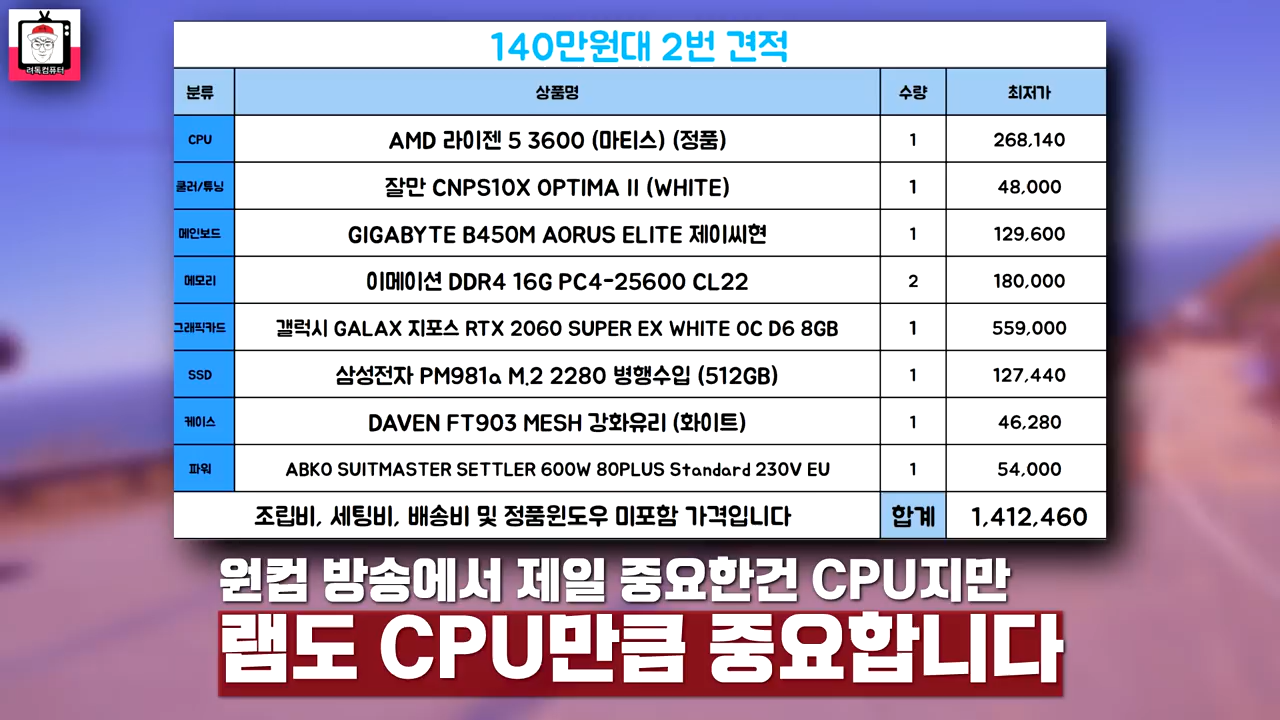 려독컴퓨터
140만원대 2번 견적
분류 상품명 수량 최저가
CPU AMD 라이젠 5 3600 (마티스) (정품) 1 268,140
쿨러/튜닝 잘만 CNPS10X OPTIMA II (WHITE) 1 48,000
메인보드 GIGABYTE B450M AORUS ELITE 제이씨현 1 129,600
메모리 이메이션 DDR4 16G PC4-25600 CL22 2 180,000
그래픽카드 갤럭시 GALAX 지포스 RTX 2060 SUPER EX WHITE OC D6 8GB 1 559,000
SSD 삼성전자 PM981a M.2 2280 병행수입 (512GB) 1 127,440
케이스 DAVEN FT903 MESH 강화유리 (화이트) 1 46,280
파워 ABKO SUITMASTER SETTLER 600W 80PLUS Standard 230V EU 1 54,000
조립비, 세팅비, 배송비 및 정품윈도우 미포함 가격입니다 합계 1,412,460
원컴 방송에서 제일 중요한건 CPU지만
램도 CPU만큼 중요합니다